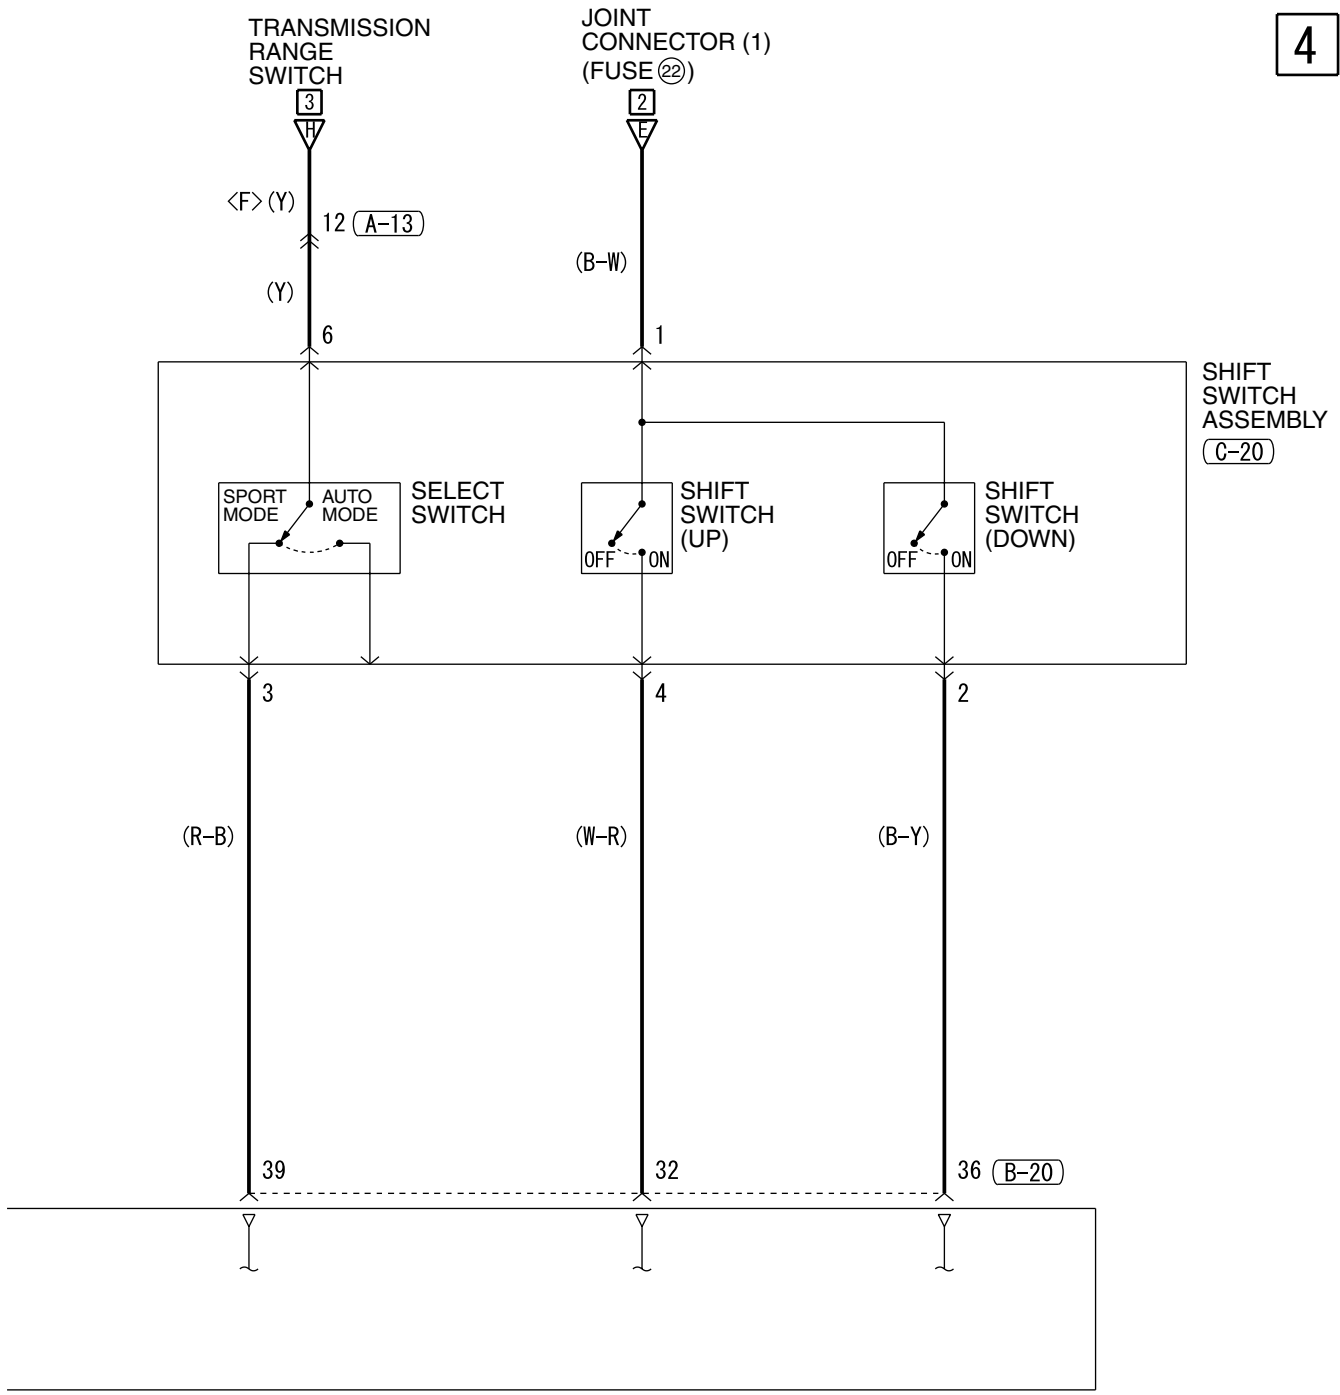 TRANSMISSION
RANGE
SWITCH
JOINT
CONNECTOR (1)
(FUSE 22)
4
3
2
H
E
<F> (Y)
12 A-13
(B-W)
(Y)
6
1
SHIFT
SWITCH
ASSEMBLY
C-20
SPORT
MODE
AUTO
MODE
SELECT
SWITCH
SHIFT
SWITCH
(UP)
OFF ON
SHIFT
SWITCH
(DOWN)
OFF ON
3
4
2
(R-B)
(W-R)
(B-Y)
39
32
36 B-20